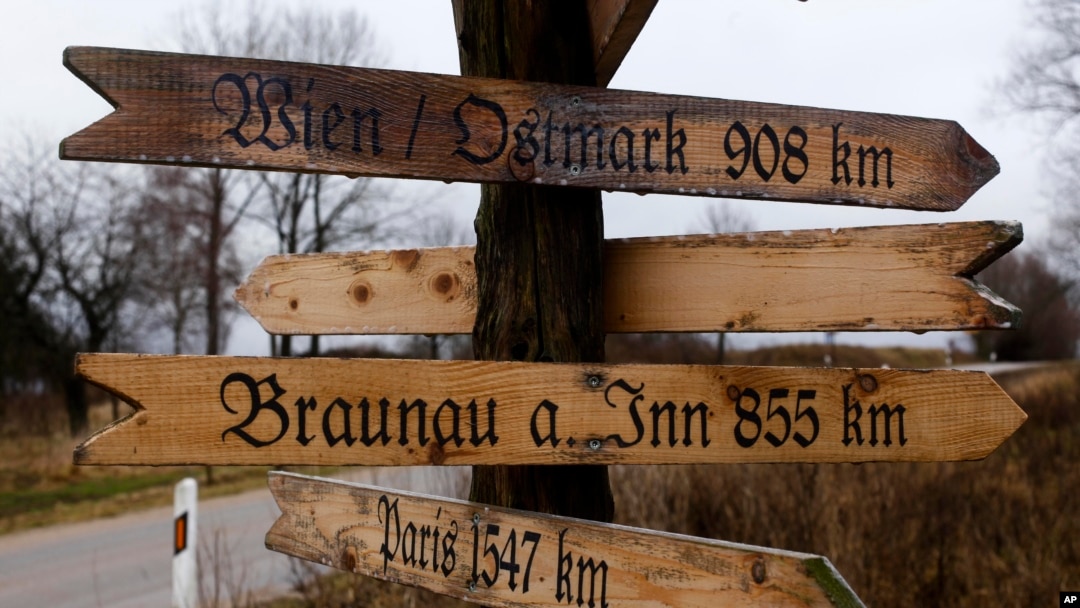 Wien / Ostmark 908 km
Braunau a. Inn 855 km
Paris 1547 km
AP